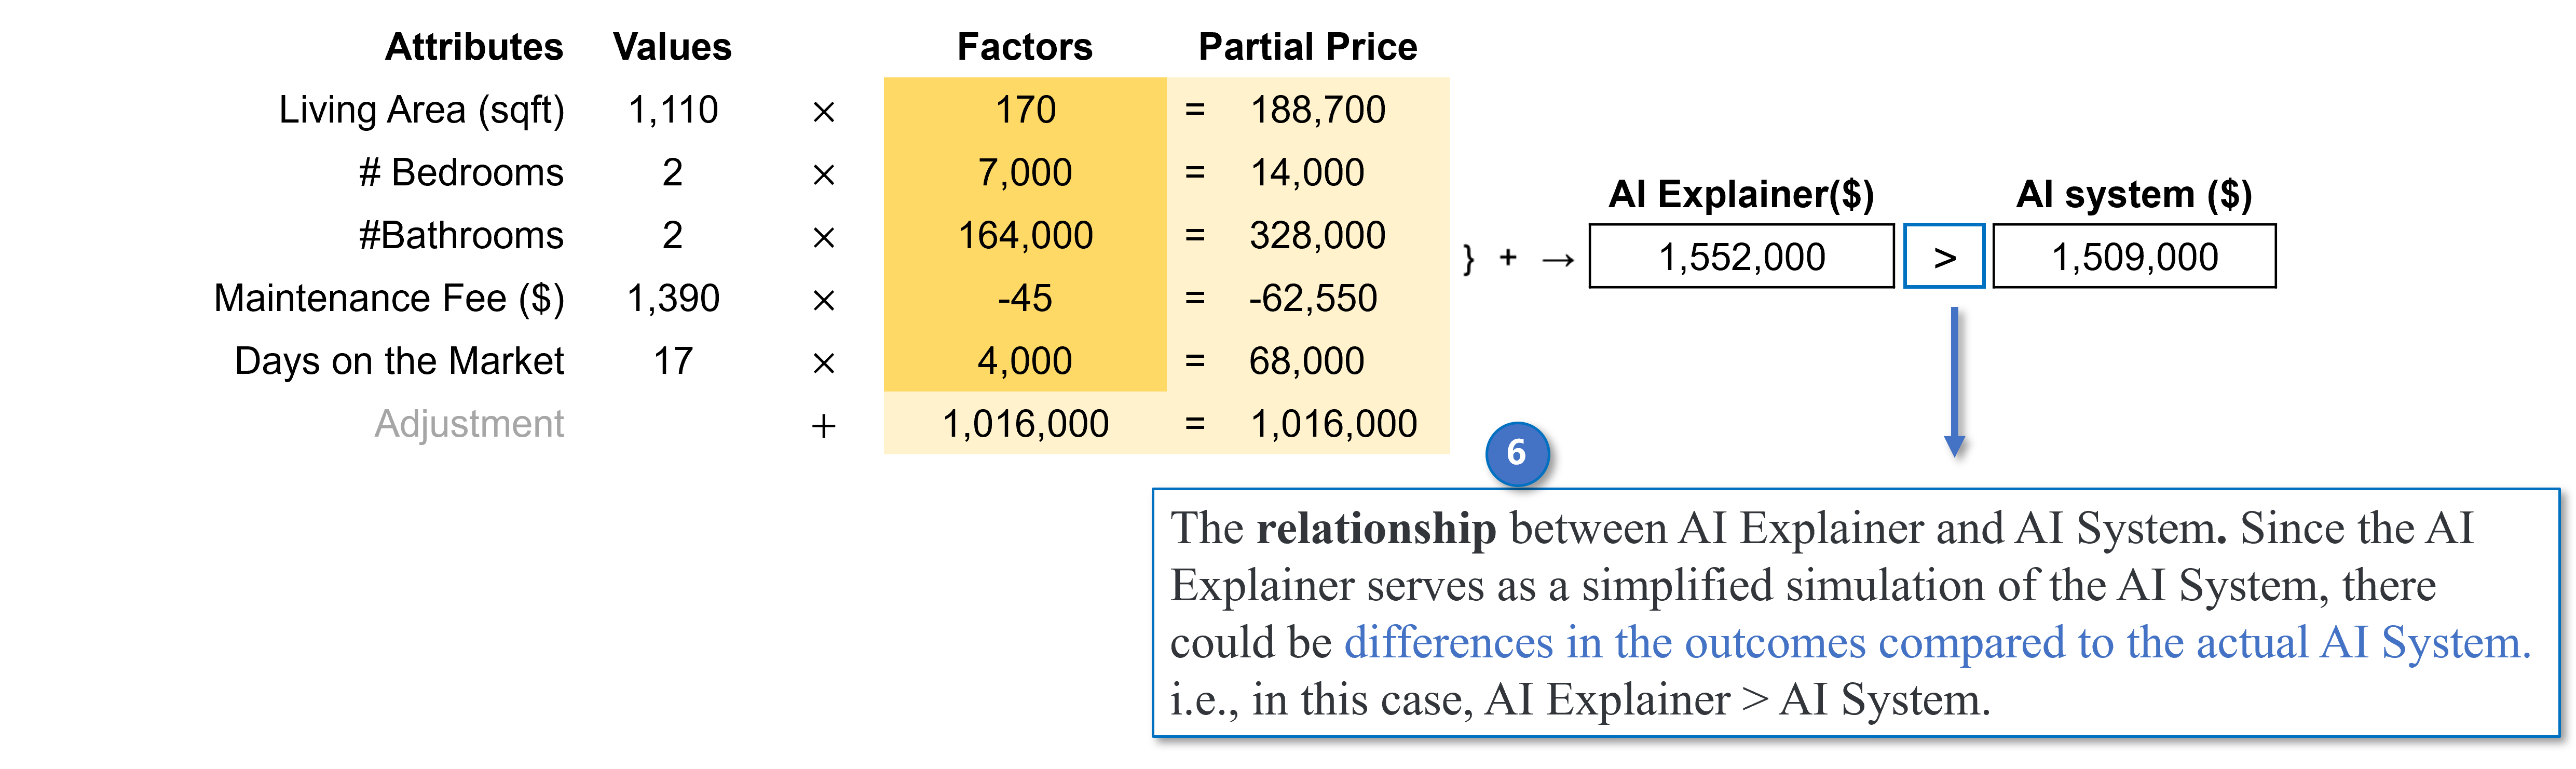 Attributes Values Factors Partial Price
Living Area (sqft) 1,110 × 170 = 188,700
# Bedrooms 2 × 7,000 = 14,000
#Bathrooms 2 × 164,000 = 328,000
Maintenance Fee ($) 1,390 × -45 = -62,550
Days on the Market 17 × 4,000 = 68,000
Adjustment + 1,016,000 = 1,016,000
AI Explainer($) AI system ($)
} + → 1,552,000 > 1,509,000
6
The relationship between AI Explainer and AI System. Since the AI
Explainer serves as a simplified simulation of the AI System, there
could be differences in the outcomes compared to the actual AI System.
i.e., in this case, AI Explainer > AI System.